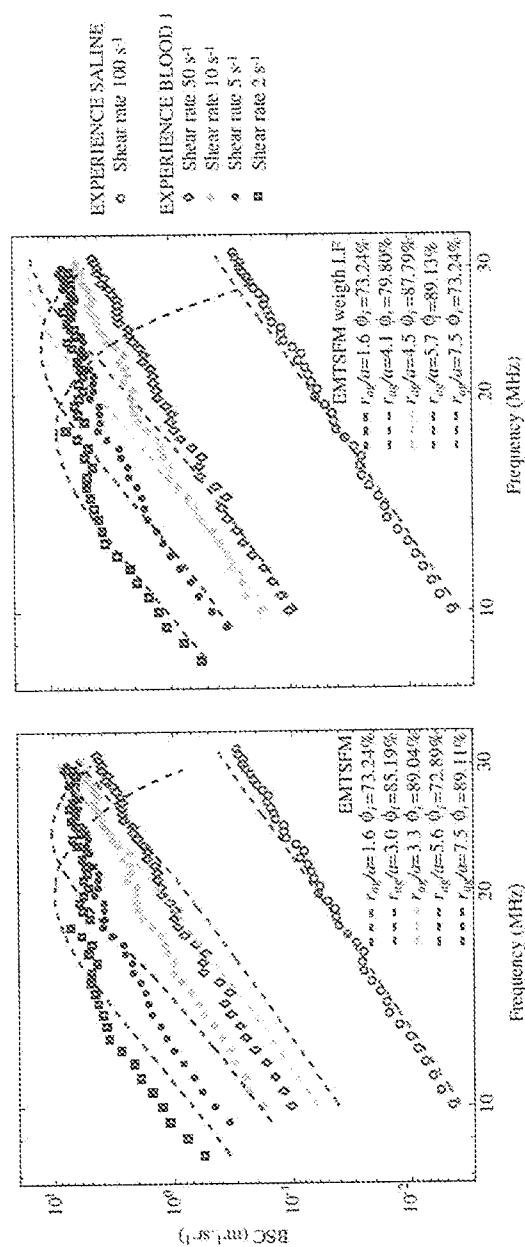 BSC (m⁻¹.sr⁻¹)
10¹
10⁰
10⁻¹
10⁻²
EMTSFM
r_ag/a=1.6 ϕ_i=73.24%
r_ag/a=3.0 ϕ_i=85.19%
r_ag/a=3.3 ϕ_i=89.04%
r_ag/a=5.6 ϕ_i=72.89%
r_ag/a=7.5 ϕ_i=89.11%
10
20
30
Frequency (MHz)
EMTSFM weigth LF
r_ag/a=1.6 ϕ_i=73.24%
r_ag/a=4.1 ϕ_i=79.80%
r_ag/a=4.5 ϕ_i=87.79%
r_ag/a=5.7 ϕ_i=89.13%
r_ag/a=7.5 ϕ_i=73.24%
10
20
30
Frequency (MHz)
EXPERIENCE SALINE
Shear rate 100 s⁻¹
EXPERIENCE BLOOD 1
Shear rate 50 s⁻¹
Shear rate 10 s⁻¹
Shear rate 5 s⁻¹
Shear rate 2 s⁻¹